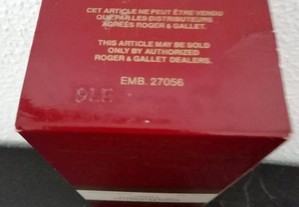 CET ARTICLE NE PEUT ÊTRE VENDU
QUE PAR LES DISTRIBUTEURS
AGRÉÉS ROGER & GALLET.
THIS ARTICLE MAY BE SOLD
ONLY BY AUTHORIZED
ROGER & GALLET DEALERS.
EMB. 27056